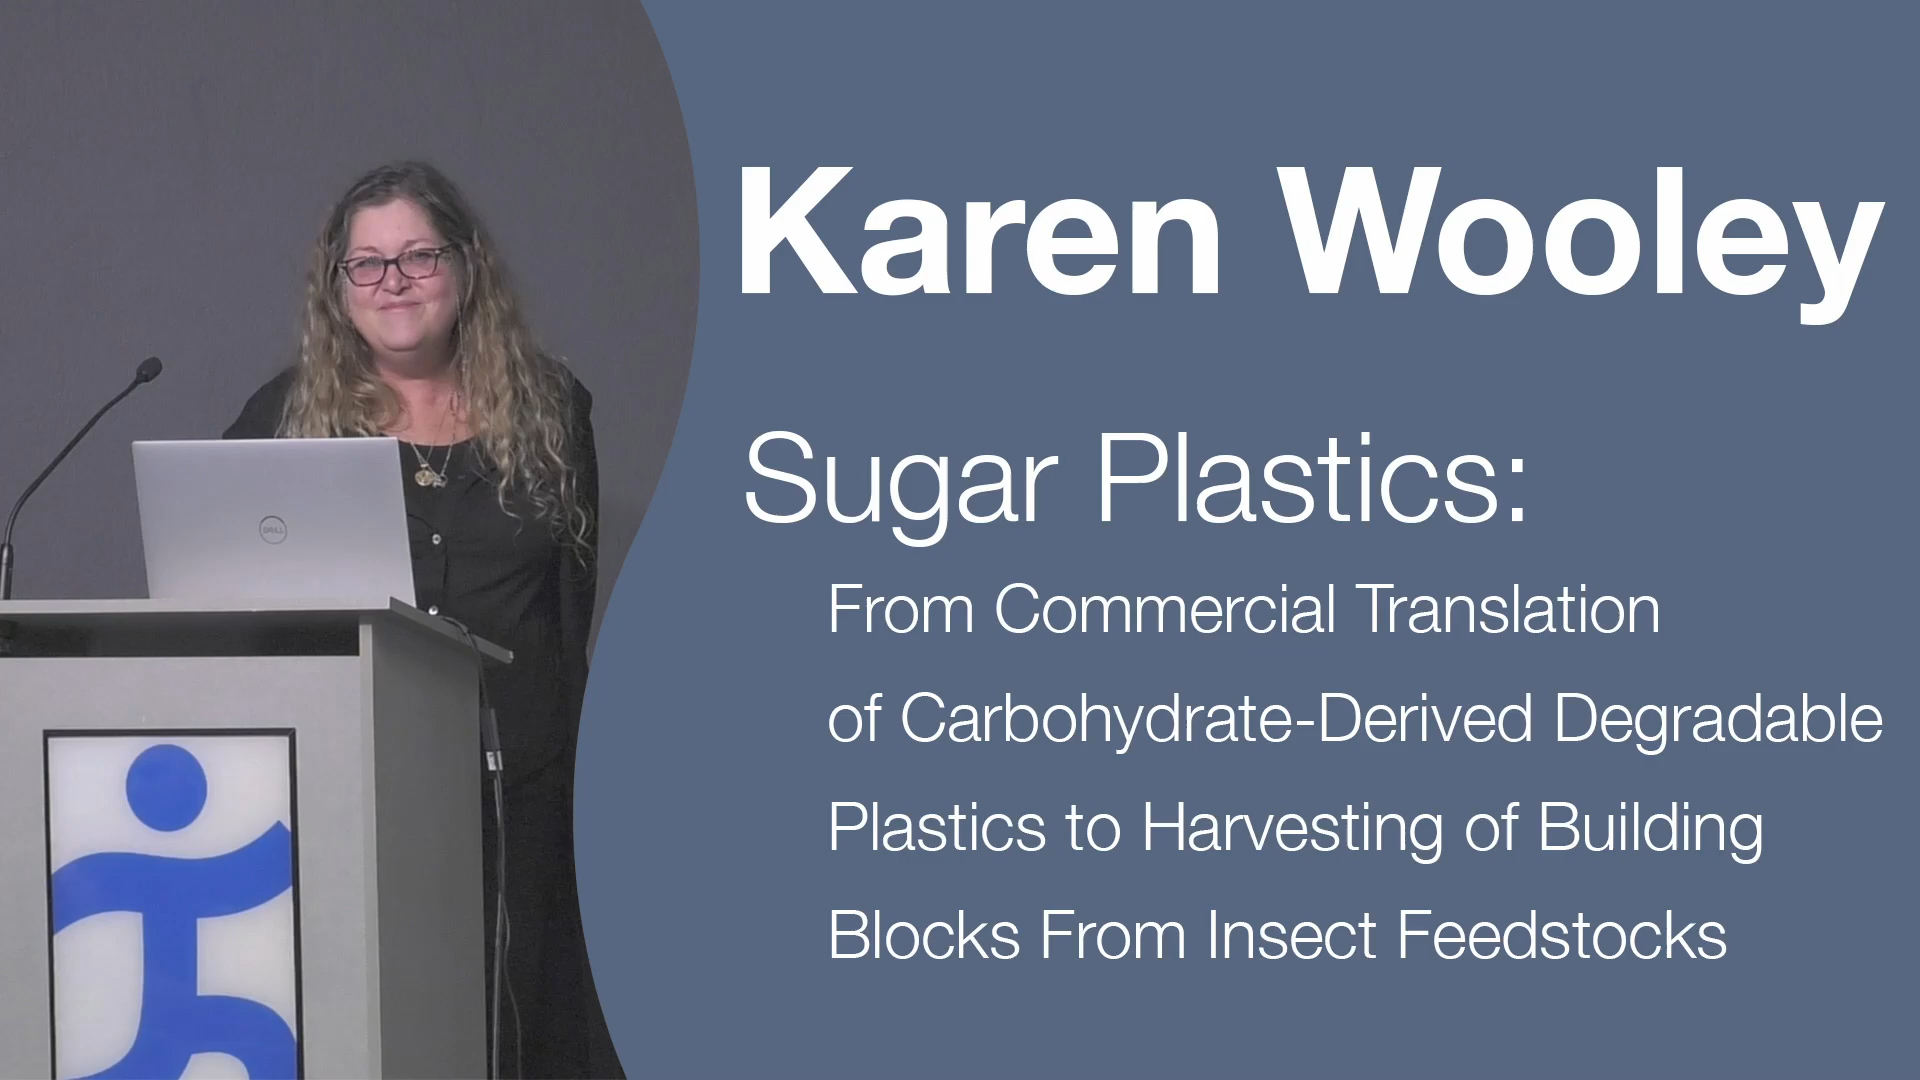 Karen Wooley
Sugar Plastics:
From Commercial Translation
of Carbohydrate-Derived Degradable
Plastics to Harvesting of Building
Blocks From Insect Feedstocks
DELL